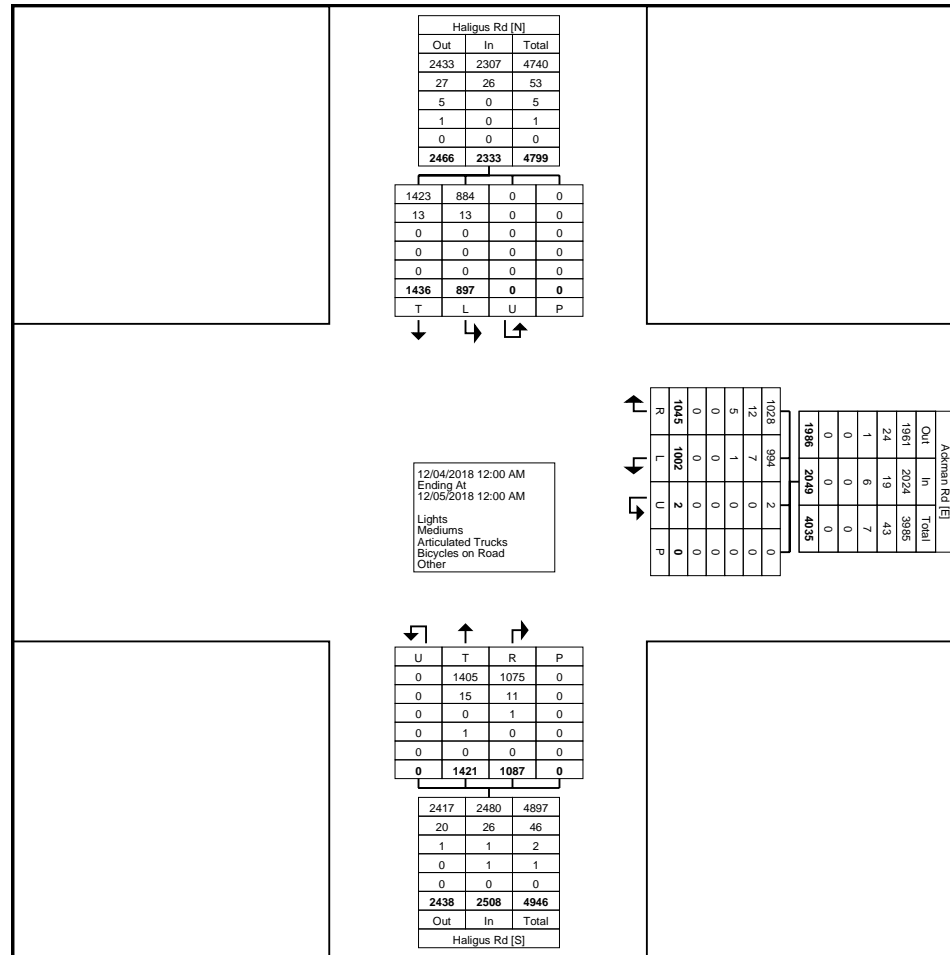 Haligus Rd [N]
Out In Total
2433 2307 4740
27 26 53
5 0 5
1 0 1
0 0 0
2466 2333 4799
1423 884 0 0
13 13 0 0
0 0 0 0
0 0 0 0
0 0 0 0
1436 897 0 0
T L U P
Ackman Rd [E]
Out In Total
1961 2024 3985
24 19 43
1 6 7
0 0 0
0 0 0
1986 2049 4035
1028 994 2 0
12 7 0 0
5 1 0 0
0 0 0 0
0 0 0 0
1045 1002 2 0
R L U P
12/04/2018 12:00 AM
Ending At
12/05/2018 12:00 AM
Lights
Mediums
Articulated Trucks
Bicycles on Road
Other
U T R P
0 1405 1075 0
0 15 11 0
0 0 1 0
0 1 0 0
0 0 0 0
0 1421 1087 0
2417 2480 4897
20 26 46
1 1 2
0 1 1
0 0 0
2438 2508 4946
Out In Total
Haligus Rd [S]